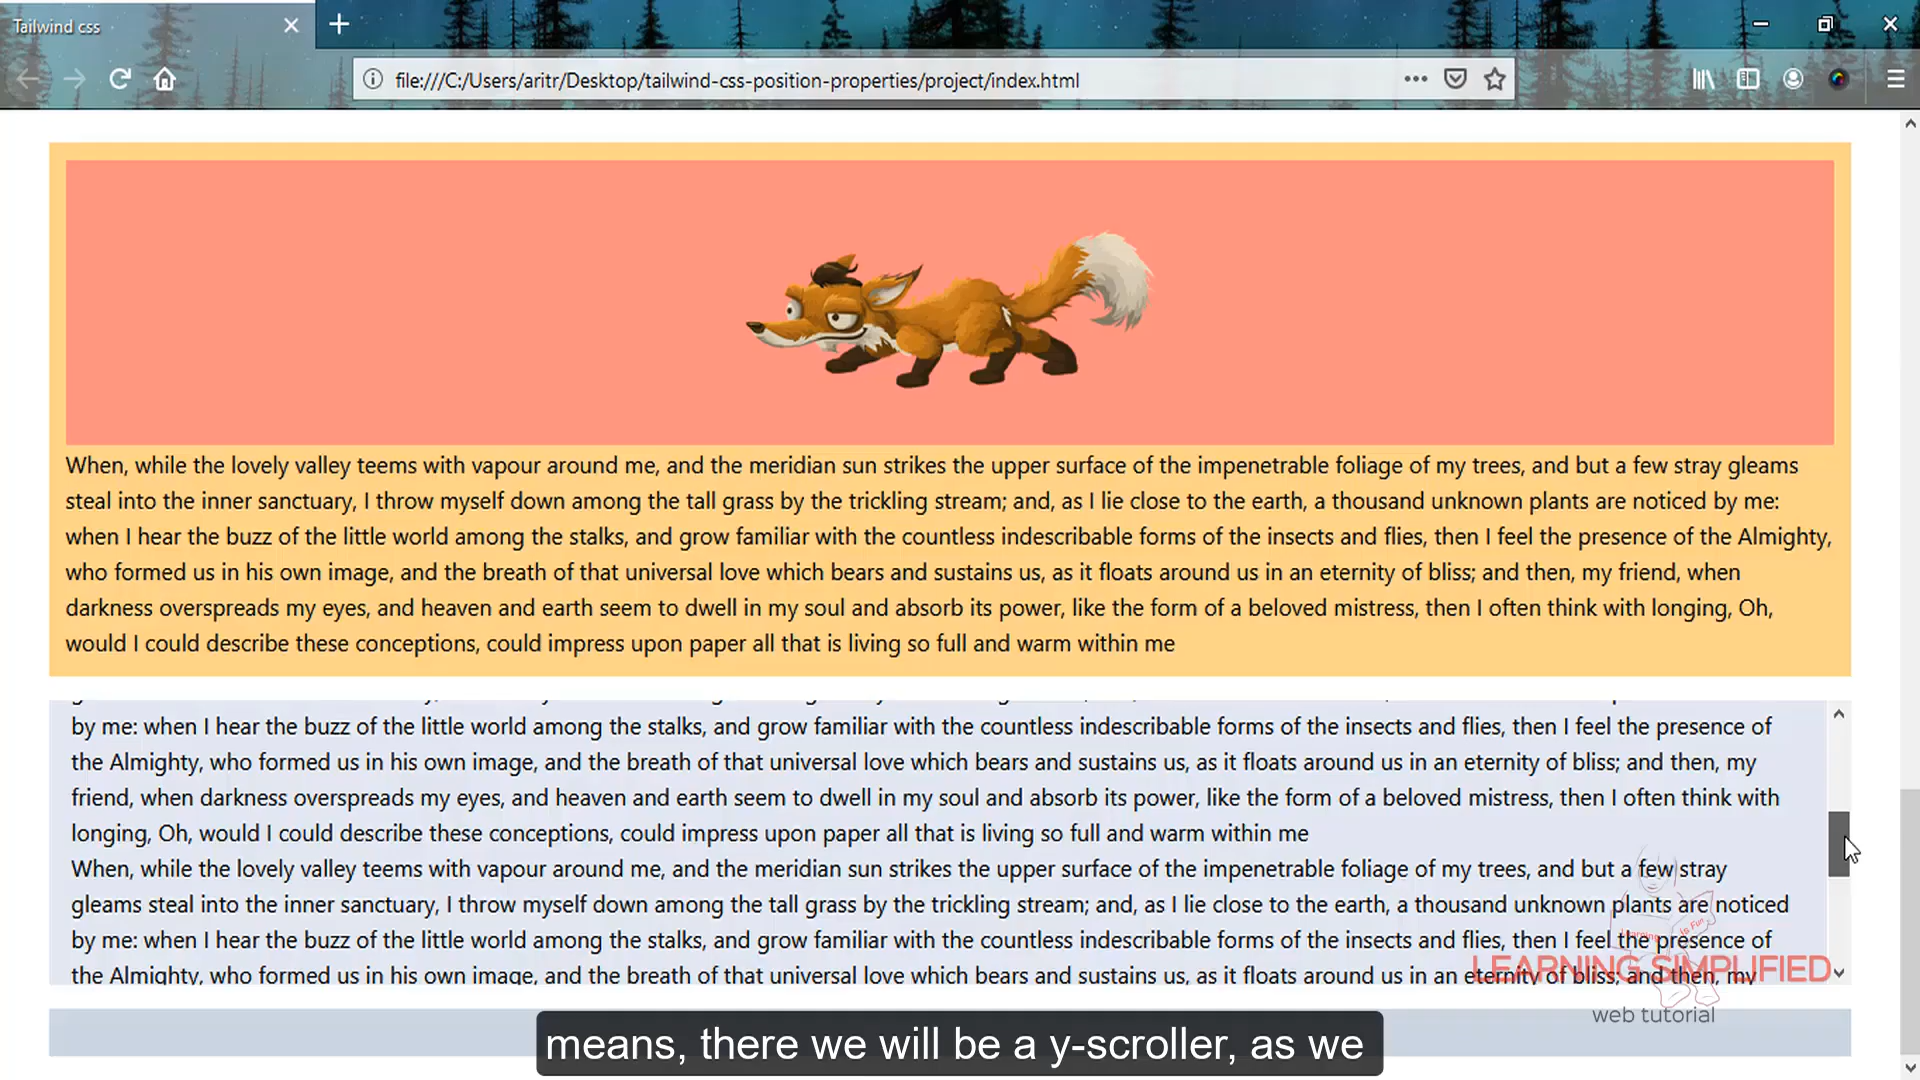 Tailwind css
file:///C:/Users/aritr/Desktop/tailwind-css-position-properties/project/index.html
When, while the lovely valley teems with vapour around me, and the meridian sun strikes the upper surface of the impenetrable foliage of my trees, and but a few stray gleams
steal into the inner sanctuary, I throw myself down among the tall grass by the trickling stream; and, as I lie close to the earth, a thousand unknown plants are noticed by me:
when I hear the buzz of the little world among the stalks, and grow familiar with the countless indescribable forms of the insects and flies, then I feel the presence of the Almighty,
who formed us in his own image, and the breath of that universal love which bears and sustains us, as it floats around us in an eternity of bliss; and then, my friend, when
darkness overspreads my eyes, and heaven and earth seem to dwell in my soul and absorb its power, like the form of a beloved mistress, then I often think with longing, Oh,
would I could describe these conceptions, could impress upon paper all that is living so full and warm within me
by me: when I hear the buzz of the little world among the stalks, and grow familiar with the countless indescribable forms of the insects and flies, then I feel the presence of
the Almighty, who formed us in his own image, and the breath of that universal love which bears and sustains us, as it floats around us in an eternity of bliss; and then, my
friend, when darkness overspreads my eyes, and heaven and earth seem to dwell in my soul and absorb its power, like the form of a beloved mistress, then I often think with
longing, Oh, would I could describe these conceptions, could impress upon paper all that is living so full and warm within me
When, while the lovely valley teems with vapour around me, and the meridian sun strikes the upper surface of the impenetrable foliage of my trees, and but a few stray
gleams steal into the inner sanctuary, I throw myself down among the tall grass by the trickling stream; and, as I lie close to the earth, a thousand unknown plants are noticed
by me: when I hear the buzz of the little world among the stalks, and grow familiar with the countless indescribable forms of the insects and flies, then I feel the presence of
the Almighty, who formed us in his own image, and the breath of that universal love which bears and sustains us, as it floats around us in an eternity of bliss; and then, my
Learning is Fun
LEARNING SIMPLIFIED
web tutorial
means, there we will be a y-scroller, as we